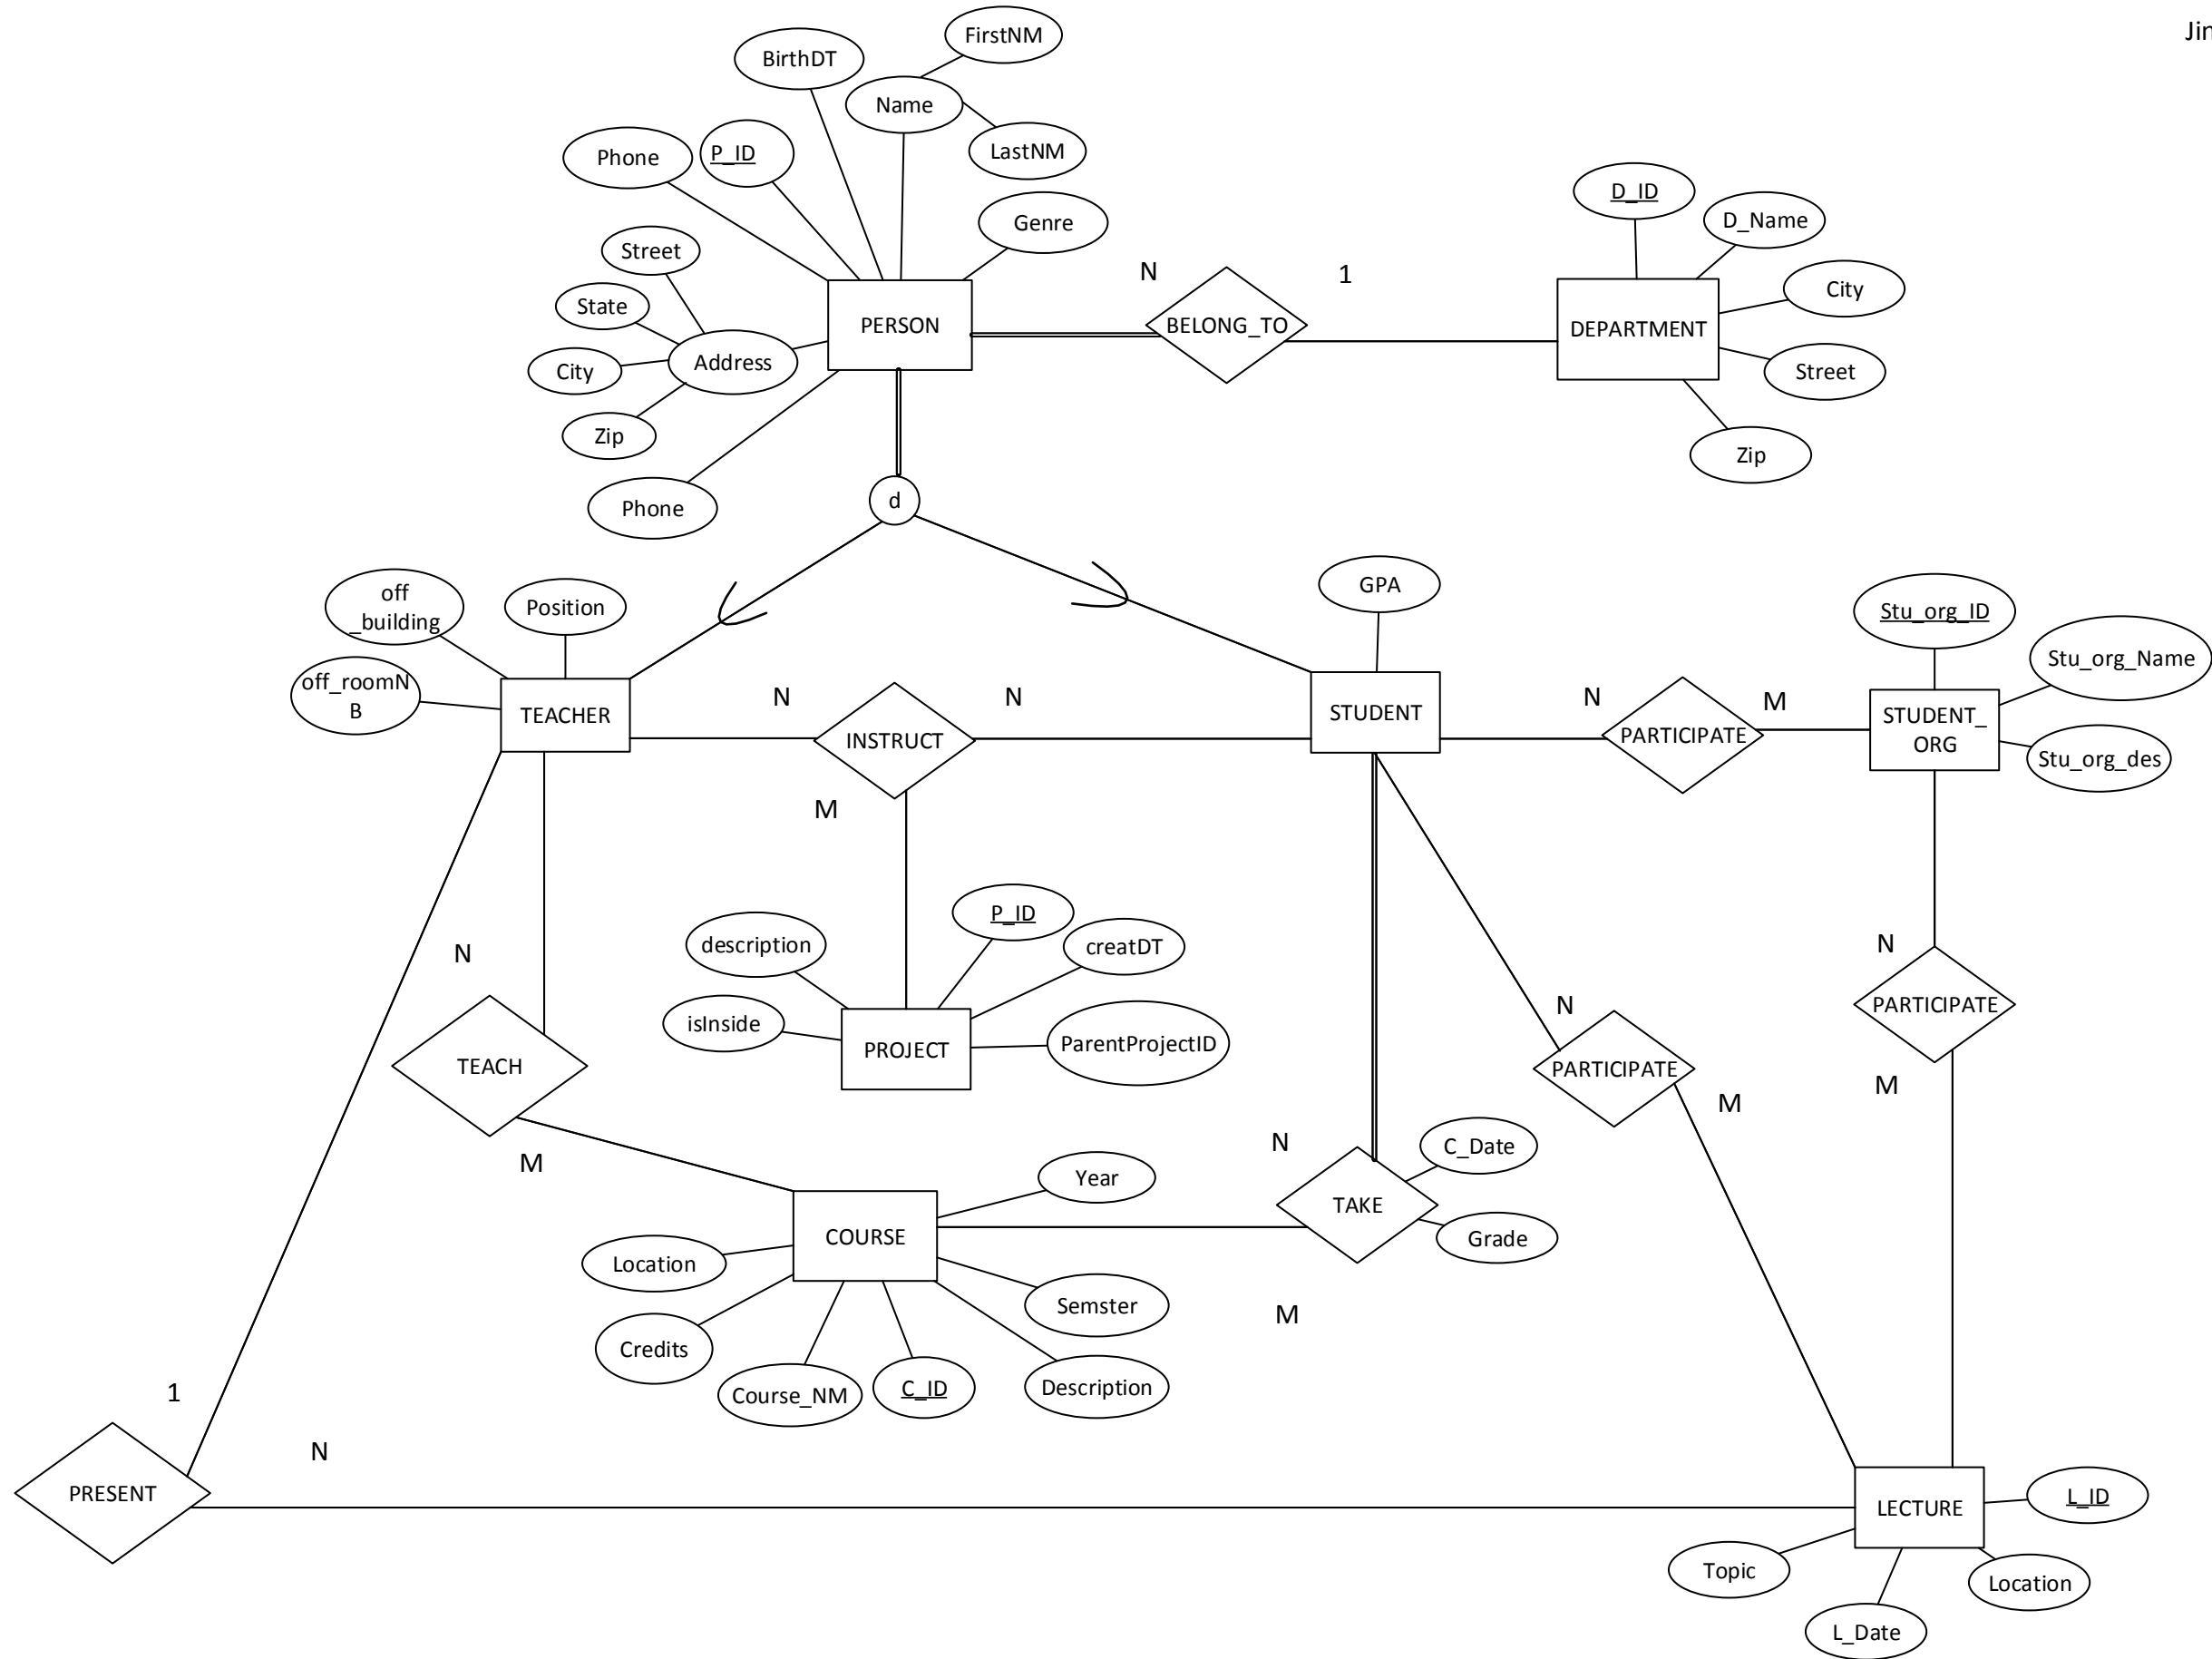 Jin
FirstNM
BirthDT
Name
LastNM
Phone
P_ID
Genre
D_ID
D_Name
Street
State
City
Address
Zip
Phone
PERSON
N
BELONG_TO
1
DEPARTMENT
City
Street
Zip
d
off
_building
Position
off_roomN
B
TEACHER
N
INSTRUCT
N
M
GPA
STUDENT
N
PARTICIPATE
M
Stu_org_ID
Stu_org_Name
STUDENT_
ORG
Stu_org_des
N
TEACH
M
description
P_ID
creatDT
isInside
PROJECT
ParentProjectID
N
PARTICIPATE
M
N
PARTICIPATE
M
N
C_Date
TAKE
Grade
M
Year
COURSE
Location
Semster
Credits
Course_NM
C_ID
Description
1
PRESENT
N
LECTURE
L_ID
Topic
Location
L_Date